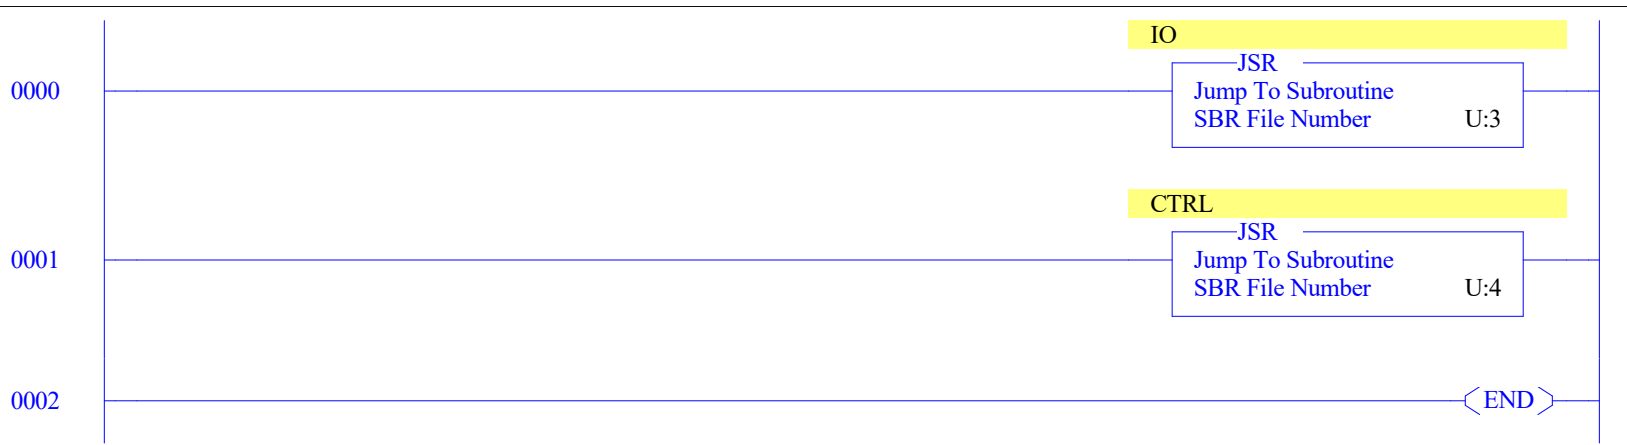 IO
JSR
0000
Jump To Subroutine
SBR File Number U:3
CTRL
JSR
0001
Jump To Subroutine
SBR File Number U:4
0002
END